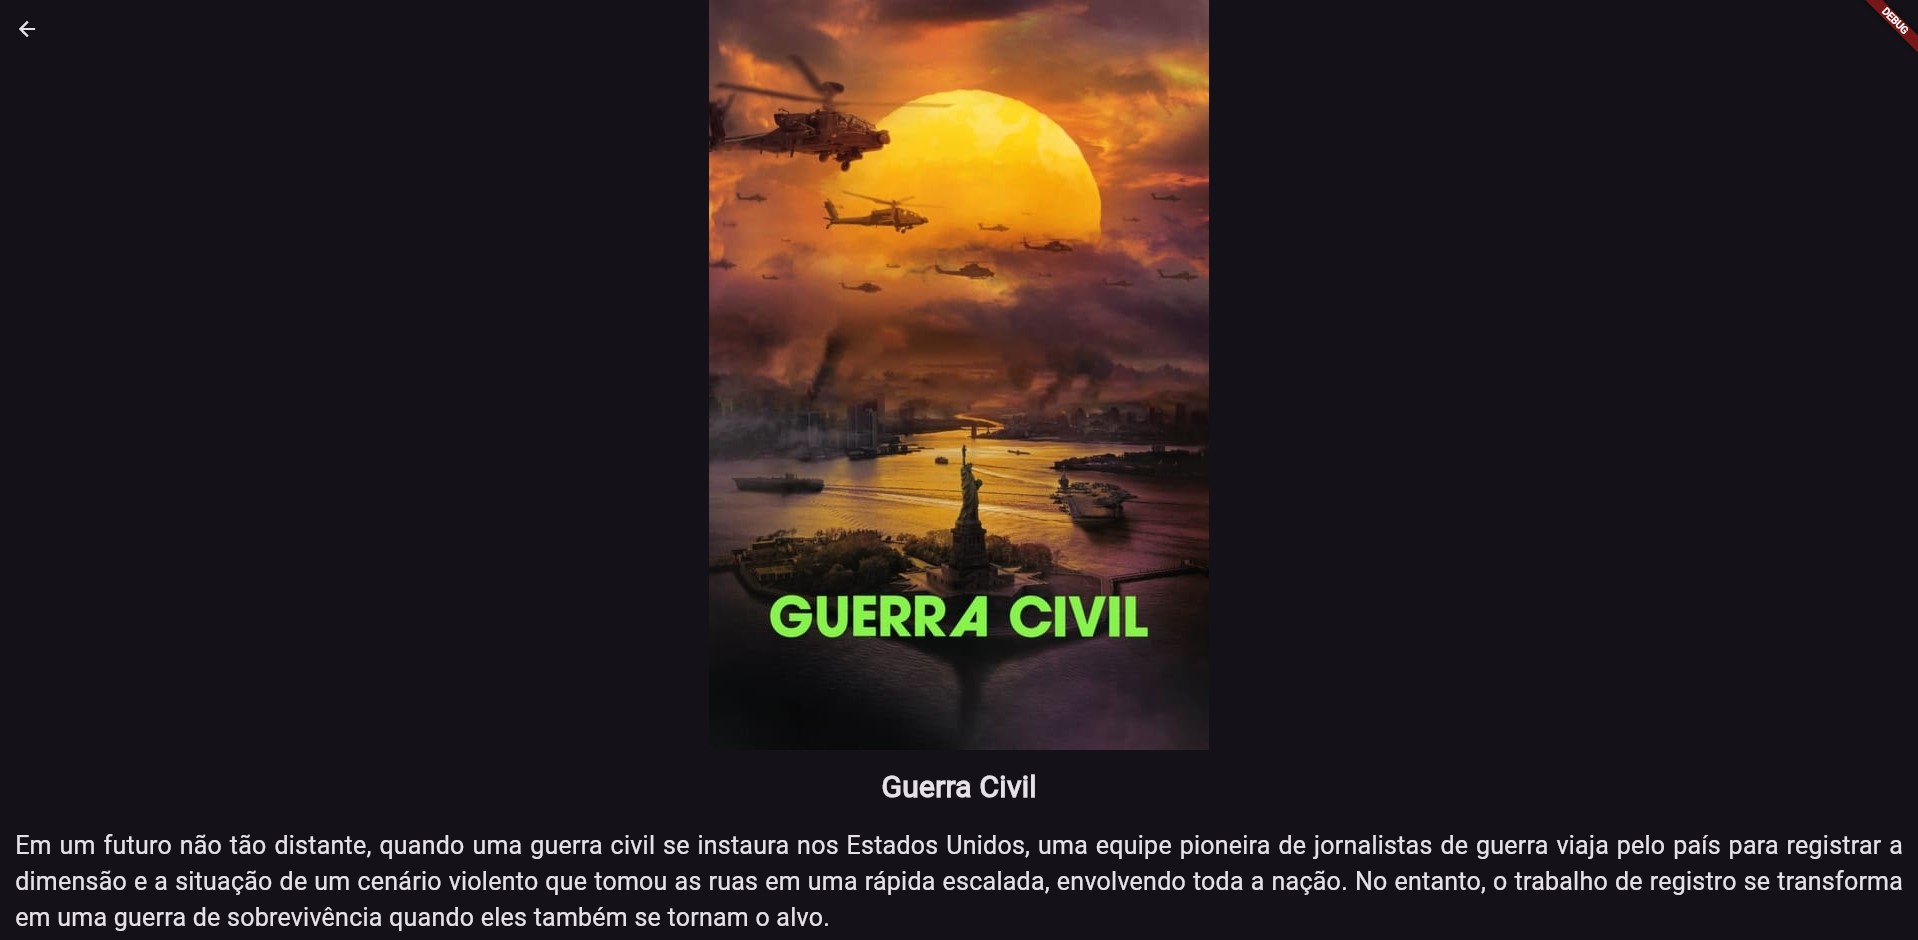 DEBUG
GUERRA CIVIL
Guerra Civil
Em um futuro não tão distante, quando uma guerra civil se instaura nos Estados Unidos, uma equipe pioneira de jornalistas de guerra viaja pelo país para registrar a
dimensão e a situação de um cenário violento que tomou as ruas em uma rápida escalada, envolvendo toda a nação. No entanto, o trabalho de registro se transforma
em uma guerra de sobrevivência quando eles também se tornam o alvo.